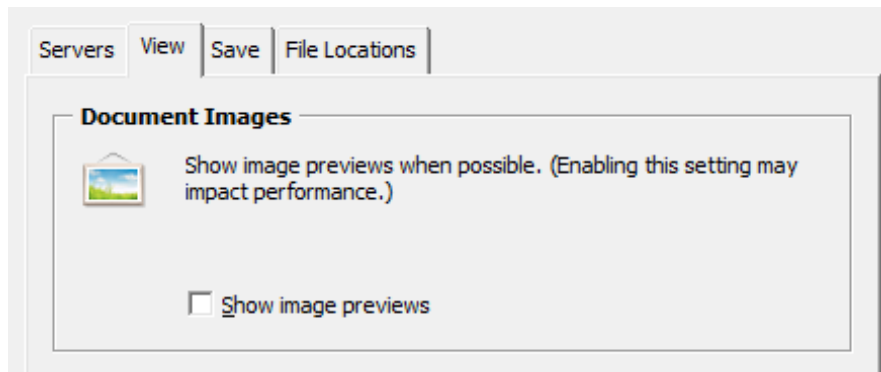 Servers View Save File Locations
Document Images
Show image previews when possible. (Enabling this setting may
impact performance.)
Show image previews